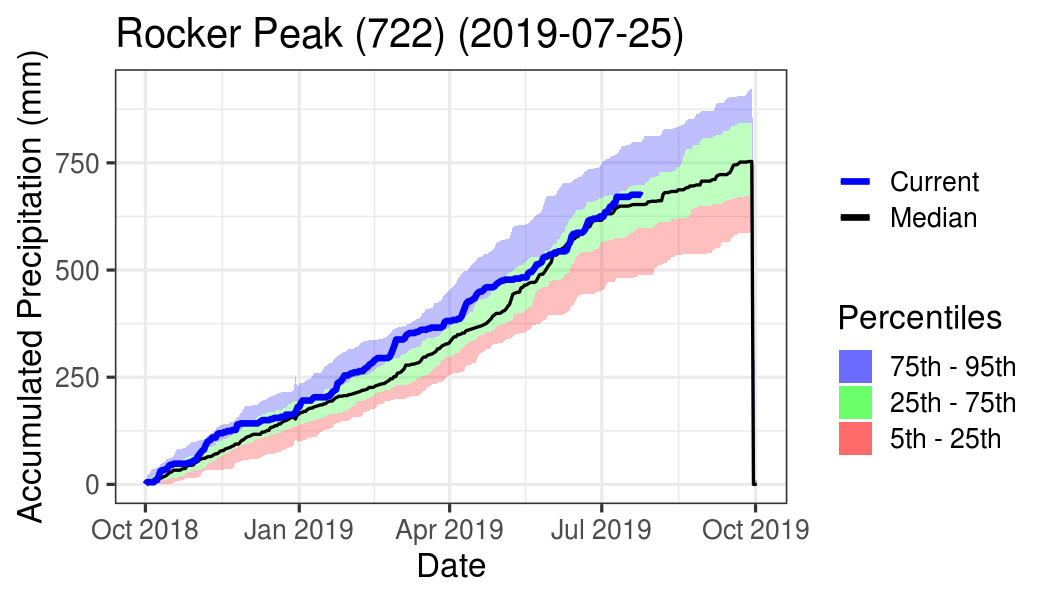 Rocker Peak (722) (2019-07-25)
Accumulated Precipitation (mm)
750
500
250
0
Oct 2018
Jan 2019
Apr 2019
Jul 2019
Oct 2019
Date
Current
Median
Percentiles
75th - 95th
25th - 75th
5th - 25th